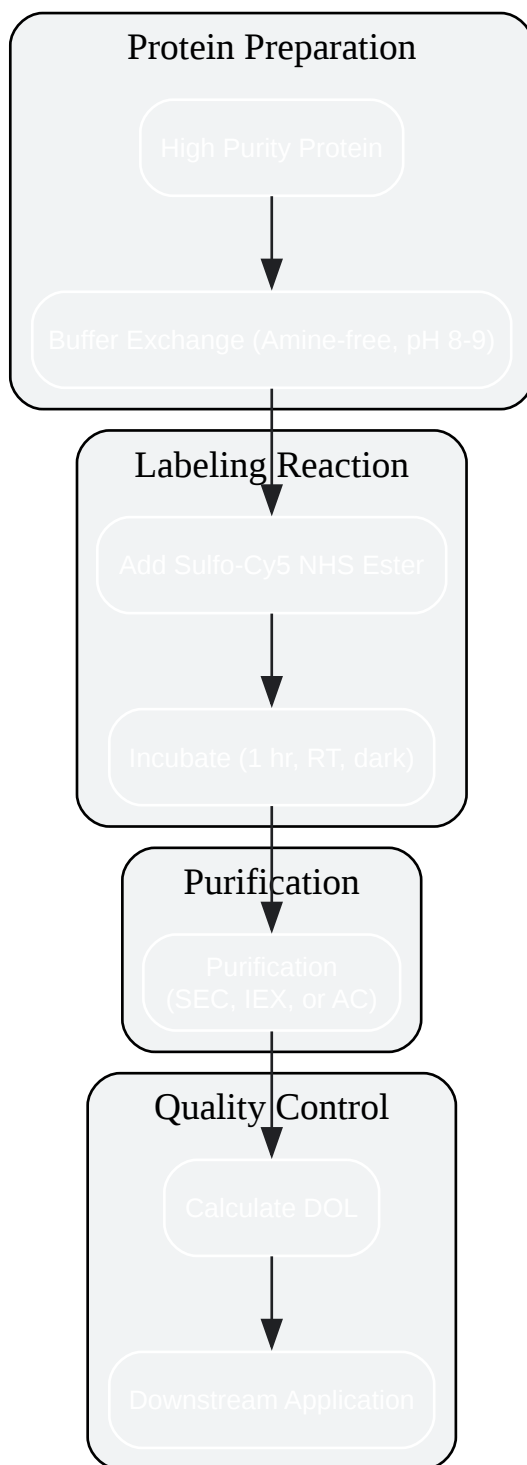 Protein Preparation
High Purity Protein
Buffer Exchange (Amine-free, pH 8-9)
Labeling Reaction
Add Sulfo-Cy5 NHS Ester
Incubate (1 hr, RT, dark)
Purification
Purification
(SEC, IEX, or AC)
Quality Control
Calculate DOL
Downstream Application